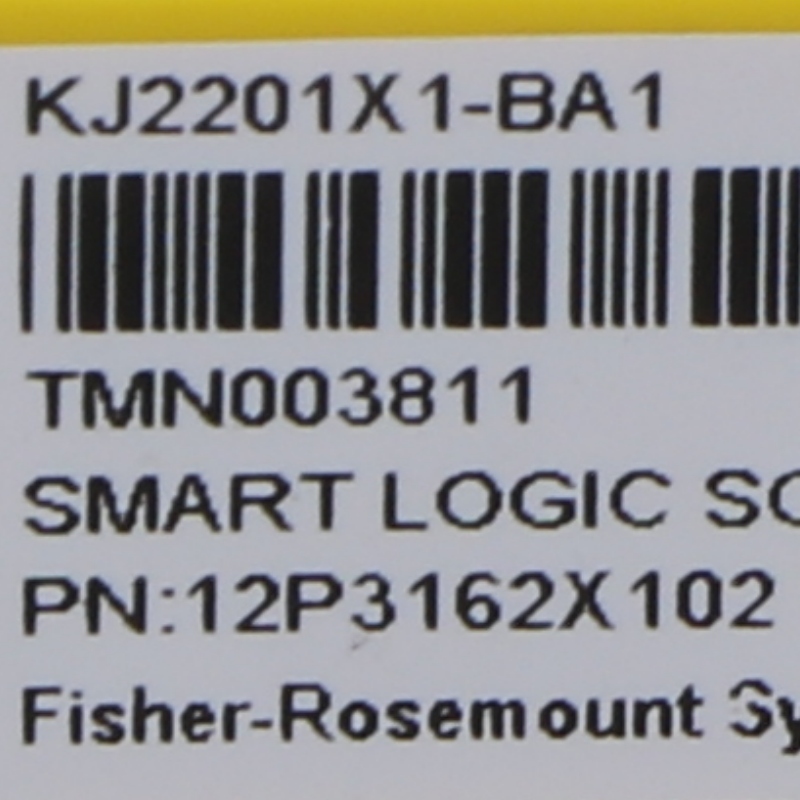 KJ2201X1-BA1
TMN003811
SMART LOGIC
PN:12P3162X102
Fisher-Rosemount